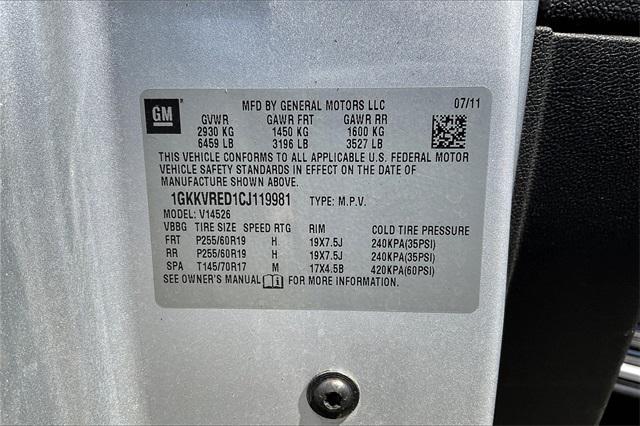 GM
MFD BY GENERAL MOTORS LLC 07/11
GVWR GAWR FRT GAWR RR
2930 KG 1450 KG 1600 KG
6459 LB 3196 LB 3527 LB
THIS VEHICLE CONFORMS TO ALL APPLICABLE U.S. FEDERAL MOTOR
VEHICLE SAFETY STANDARDS IN EFFECT ON THE DATE OF
MANUFACTURE SHOWN ABOVE.
1GKKVRED1CJ119981 TYPE: M.P.V.
MODEL: V14526
VBBG TIRE SIZE SPEED RTG RIM COLD TIRE PRESSURE
FRT P255/60R19 H 19X7.5J 240KPA(35PSI)
RR P255/60R19 H 19X7.5J 240KPA(35PSI)
SPA T145/70R17 M 17X4.5B 420KPA(60PSI)
SEE OWNER'S MANUAL FOR MORE INFORMATION.